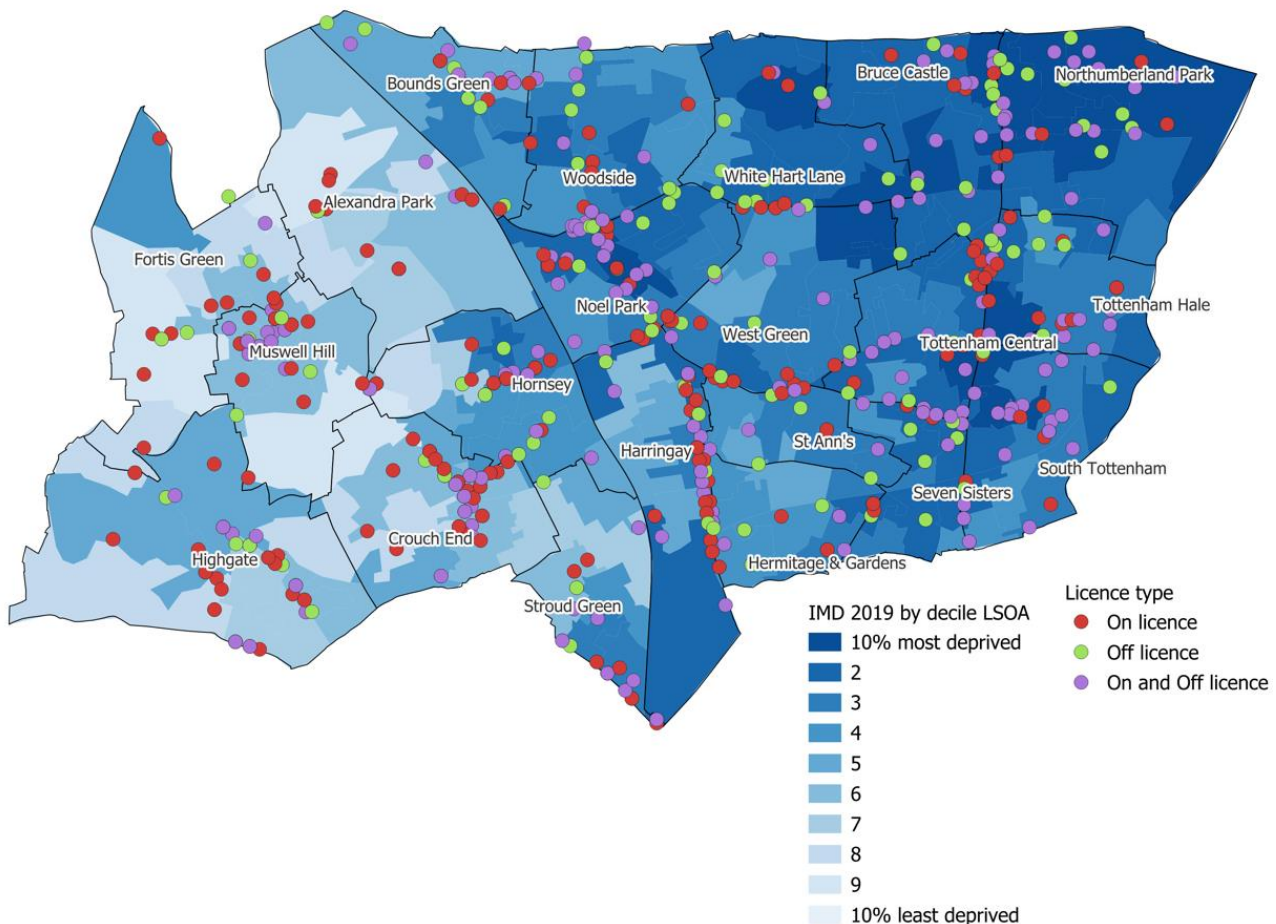 Bounds Green
Bruce Castle
Northumberland Park
Woodside
White Hart Lane
Alexandra Park
Fortis Green
Noel Park
Tottenham Hale
West Green
Tottenham Central
Muswell Hill
Hornsey
Harringay
St Ann's
South Tottenham
Seven Sisters
Crouch End
Highgate
Hermitage & Gardens
Stroud Green
IMD 2019 by decile LSOA
10% most deprived
2
3
4
5
6
7
8
9
10% least deprived
Licence type
On licence
Off licence
On and Off licence